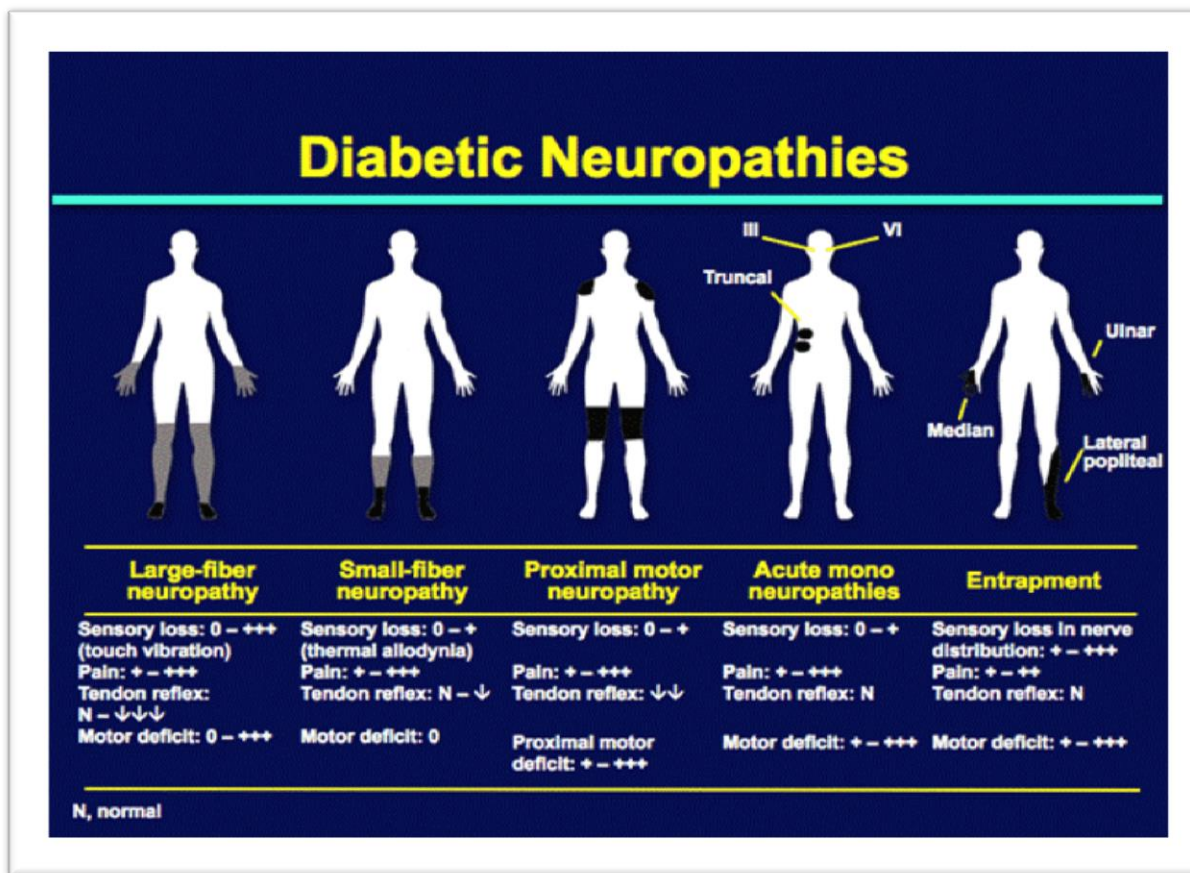 Diabetic Neuropathies
III
VI
Truncal
Ulnar
Median
Lateral
popliteal
Large-fiber
neuropathy
Sensory loss: 0 – +++
(touch vibration)
Pain: + – +++
Tendon reflex:
N – ↓↓↓
Motor deficit: 0 – +++
Small-fiber
neuropathy
Sensory loss: 0 – +
(thermal allodynia)
Pain: + – +++
Tendon reflex: N – ↓
Motor deficit: 0
Proximal motor
neuropathy
Sensory loss: 0 – +
Pain: + – +++
Tendon reflex: ↓↓
Proximal motor
deficit: + – +++
Acute mono
neuropathies
Sensory loss: 0 – +
Pain: + – +++
Tendon reflex: N
Motor deficit: + – +++
Entrapment
Sensory loss in nerve
distribution: + – +++
Pain: + – ++
Tendon reflex: N
Motor deficit: + – +++
N, normal